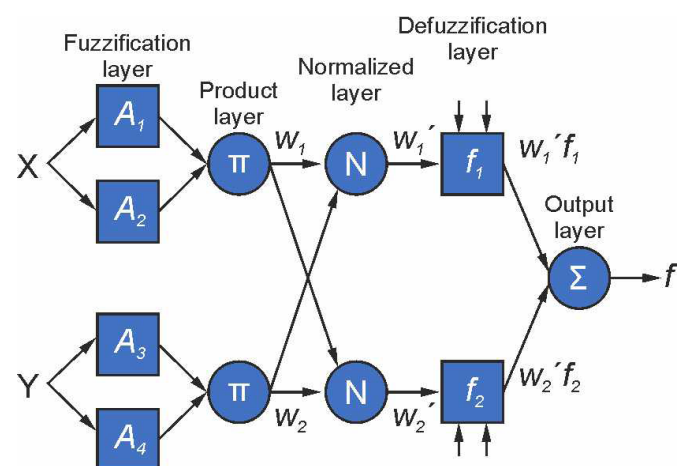 Fuzzification
layer
Product
layer
Normalized
layer
Defuzzification
layer
X
A₁
A₂
π
w₁
N
w₁´
f₁
w₁´f₁
Output
layer
Σ
f
Y
A₃
A₄
π
w₂
N
w₂´
f₂
w₂´f₂